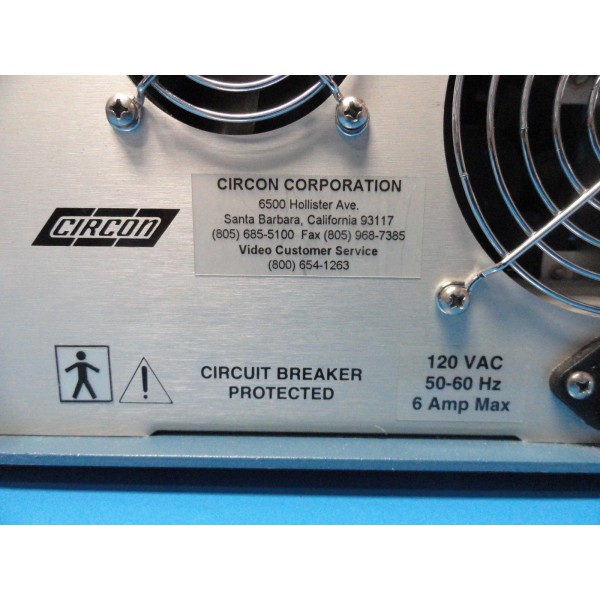 CIRCON
CIRCON CORPORATION
6500 Hollister Ave.
Santa Barbara, California 93117
(805) 685-5100 Fax (805) 968-7385
Video Customer Service
(800) 654-1263
CIRCUIT BREAKER
PROTECTED
120 VAC
50-60 Hz
6 Amp Max